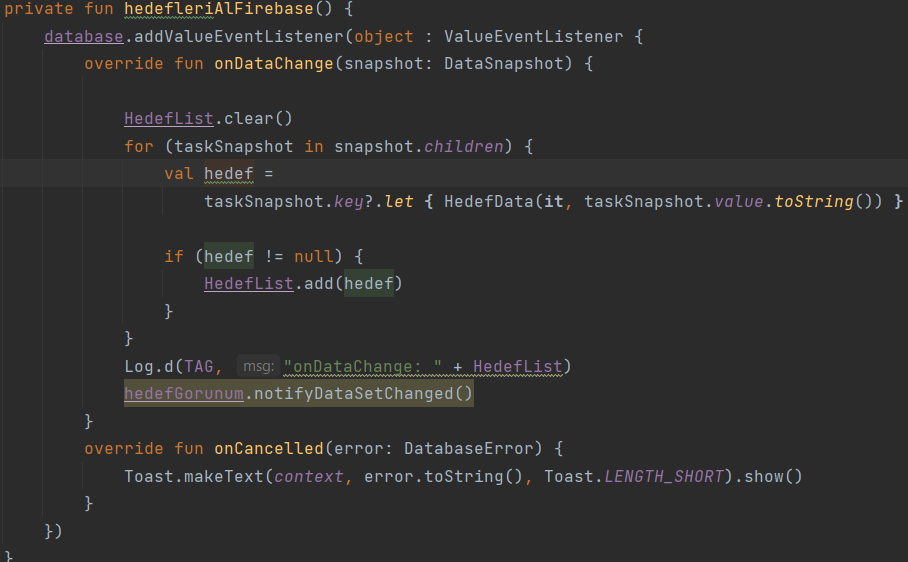 private fun hedefleriAlFirebase() {
database.addValueEventListener(object : ValueEventListener {
override fun onDataChange(snapshot: DataSnapshot) {
HedefList.clear()
for (taskSnapshot in snapshot.children) {
val hedef =
taskSnapshot.key?.let { HedefData(it, taskSnapshot.value.toString()) }
if (hedef != null) {
HedefList.add(hedef)
}
}
Log.d(TAG, msg: "onDataChange: " + HedefList)
hedefGorunum.notifyDataSetChanged()
}
override fun onCancelled(error: DatabaseError) {
Toast.makeText(context, error.toString(), Toast.LENGTH_SHORT).show()
}
})
}